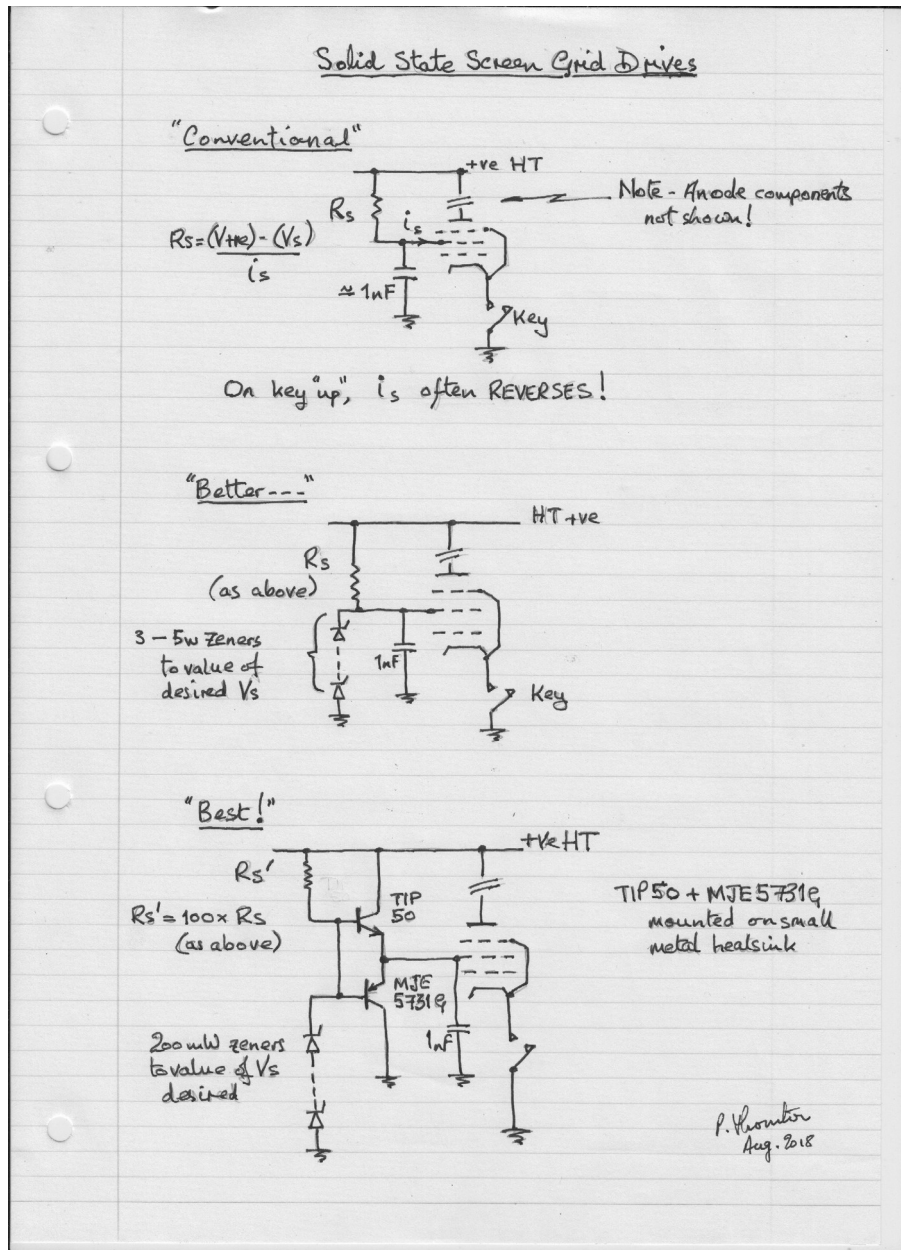 Solid State Screen Grid Drives
"Conventional"
+ve HT
Note - Anode components
not shown!
Rs
is
Rs = (V+ve) - (Vs)
is
≈ 1nF
Key
On key "up", is often REVERSES!
"Better---"
HT +ve
Rs
(as above)
3 - 5w zeners
to value of
desired Vs
1nF
Key
"Best!"
+ve HT
Rs'
TIP
50
Rs' = 100 x Rs
(as above)
TIP50 + MJE5731G
mounted on small
metal heatsink
MJE
5731G
1nF
200mW zeners
to value of Vs
desired
P. Thornton
Aug. 2018